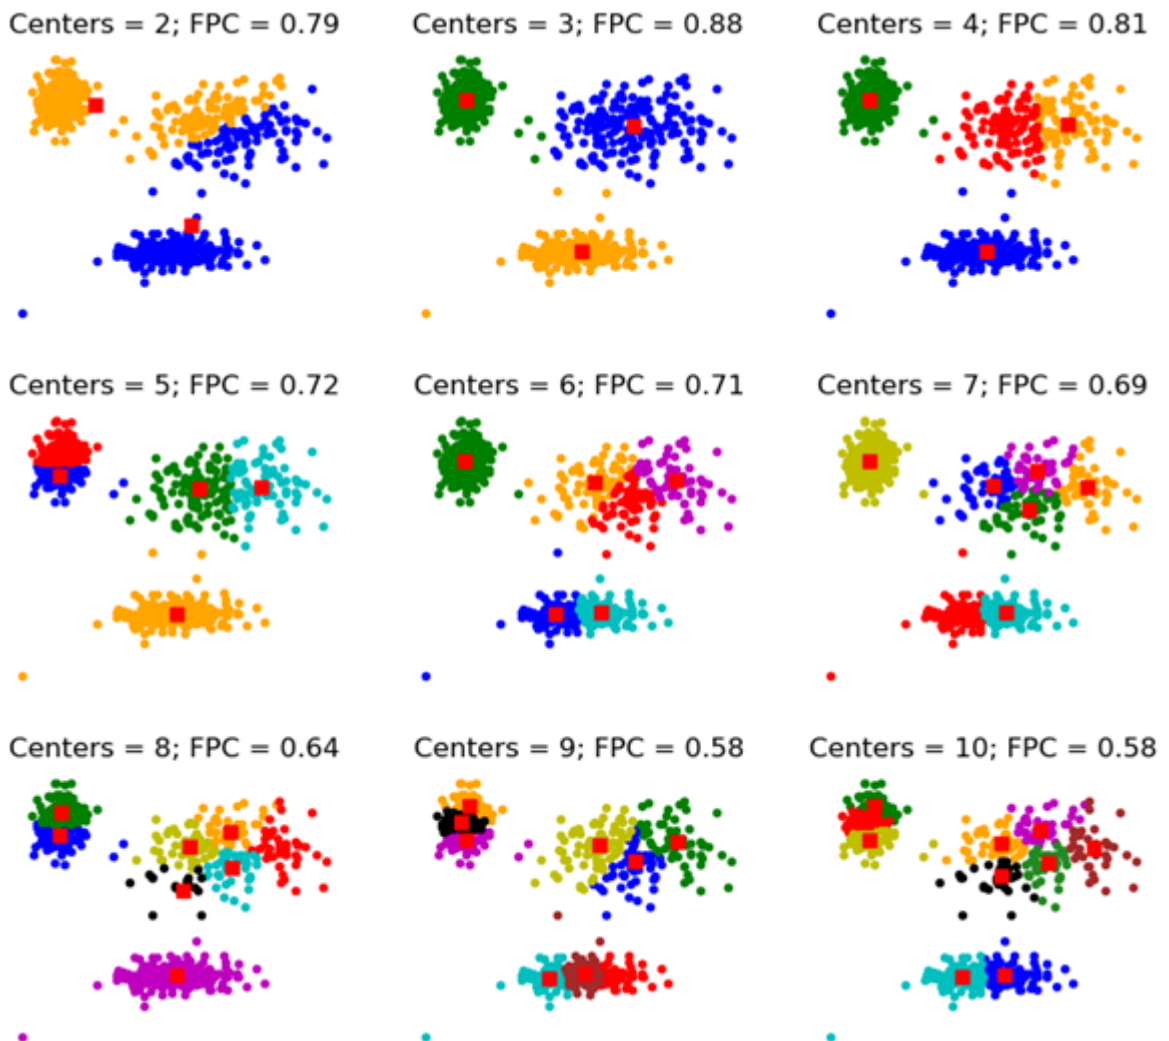 Centers = 2; FPC = 0.79
Centers = 3; FPC = 0.88
Centers = 4; FPC = 0.81
Centers = 5; FPC = 0.72
Centers = 6; FPC = 0.71
Centers = 7; FPC = 0.69
Centers = 8; FPC = 0.64
Centers = 9; FPC = 0.58
Centers = 10; FPC = 0.58